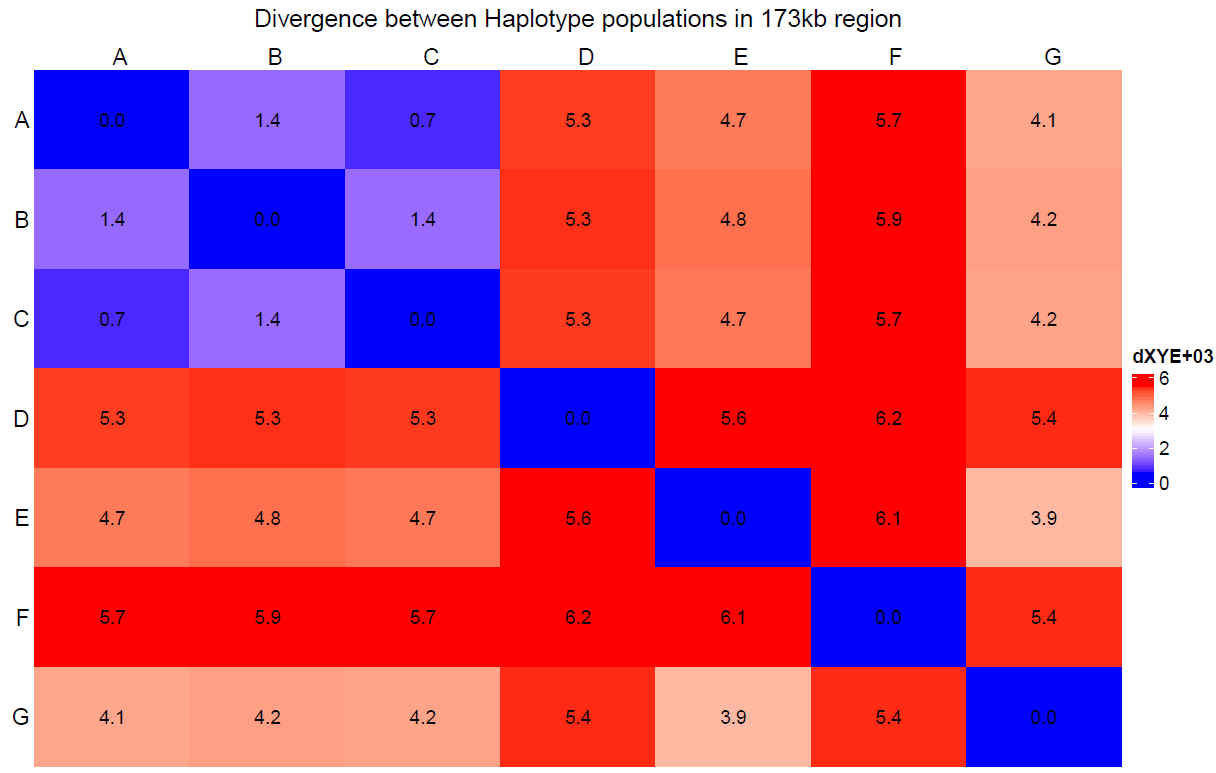 Divergence between Haplotype populations in 173kb region
A B C D E F G
A 0.0 1.4 0.7 5.3 4.7 5.7 4.1
B 1.4 0.0 1.4 5.3 4.8 5.9 4.2
C 0.7 1.4 0.0 5.3 4.7 5.7 4.2
D 5.3 5.3 5.3 0.0 5.6 6.2 5.4
E 4.7 4.8 4.7 5.6 0.0 6.1 3.9
F 5.7 5.9 5.7 6.2 6.1 0.0 5.4
G 4.1 4.2 4.2 5.4 3.9 5.4 0.0
dXYE+03
6
4
2
0